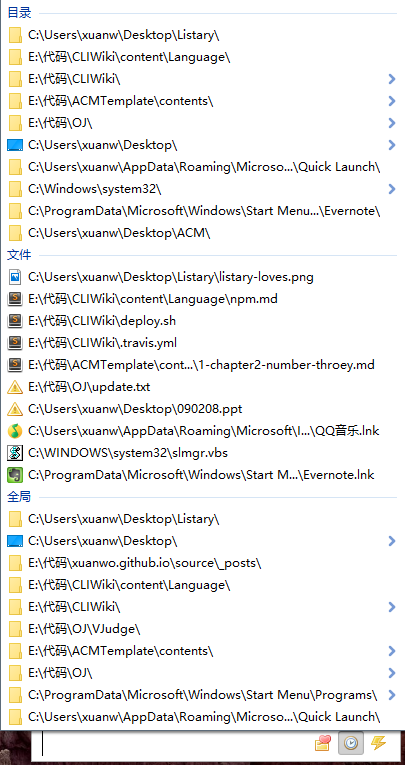 目录
C:\Users\xuanw\Desktop\Listary\
E:\代码\CLIWiki\content\Language\
E:\代码\CLIWiki\
E:\代码\ACMTemplate\contents\
E:\代码\OJ\
C:\Users\xuanw\Desktop\
C:\Users\xuanw\AppData\Roaming\Microso...\Quick Launch\
C:\Windows\system32\
C:\ProgramData\Microsoft\Windows\Start Menu...\Evernote\
C:\Users\xuanw\Desktop\ACM\
文件
C:\Users\xuanw\Desktop\Listary\listary-loves.png
E:\代码\CLIWiki\content\Language\npm.md
E:\代码\CLIWiki\deploy.sh
E:\代码\CLIWiki\.travis.yml
E:\代码\ACMTemplate\cont...\1-chapter2-number-throey.md
E:\代码\OJ\update.txt
C:\Users\xuanw\Desktop\090208.ppt
C:\Users\xuanw\AppData\Roaming\Microsoft\I...\QQ音乐.lnk
C:\WINDOWS\system32\slmgr.vbs
C:\ProgramData\Microsoft\Windows\Start M...\Evernote.lnk
全局
C:\Users\xuanw\Desktop\Listary\
C:\Users\xuanw\Desktop\
E:\代码\xuanwo.github.io\source\_posts\
E:\代码\CLIWiki\content\Language\
E:\代码\CLIWiki\
E:\代码\OJ\VJudge\
E:\代码\ACMTemplate\contents\
E:\代码\OJ\
C:\ProgramData\Microsoft\Windows\Start Menu\Programs\
C:\Users\xuanw\AppData\Roaming\Microso...\Quick Launch\